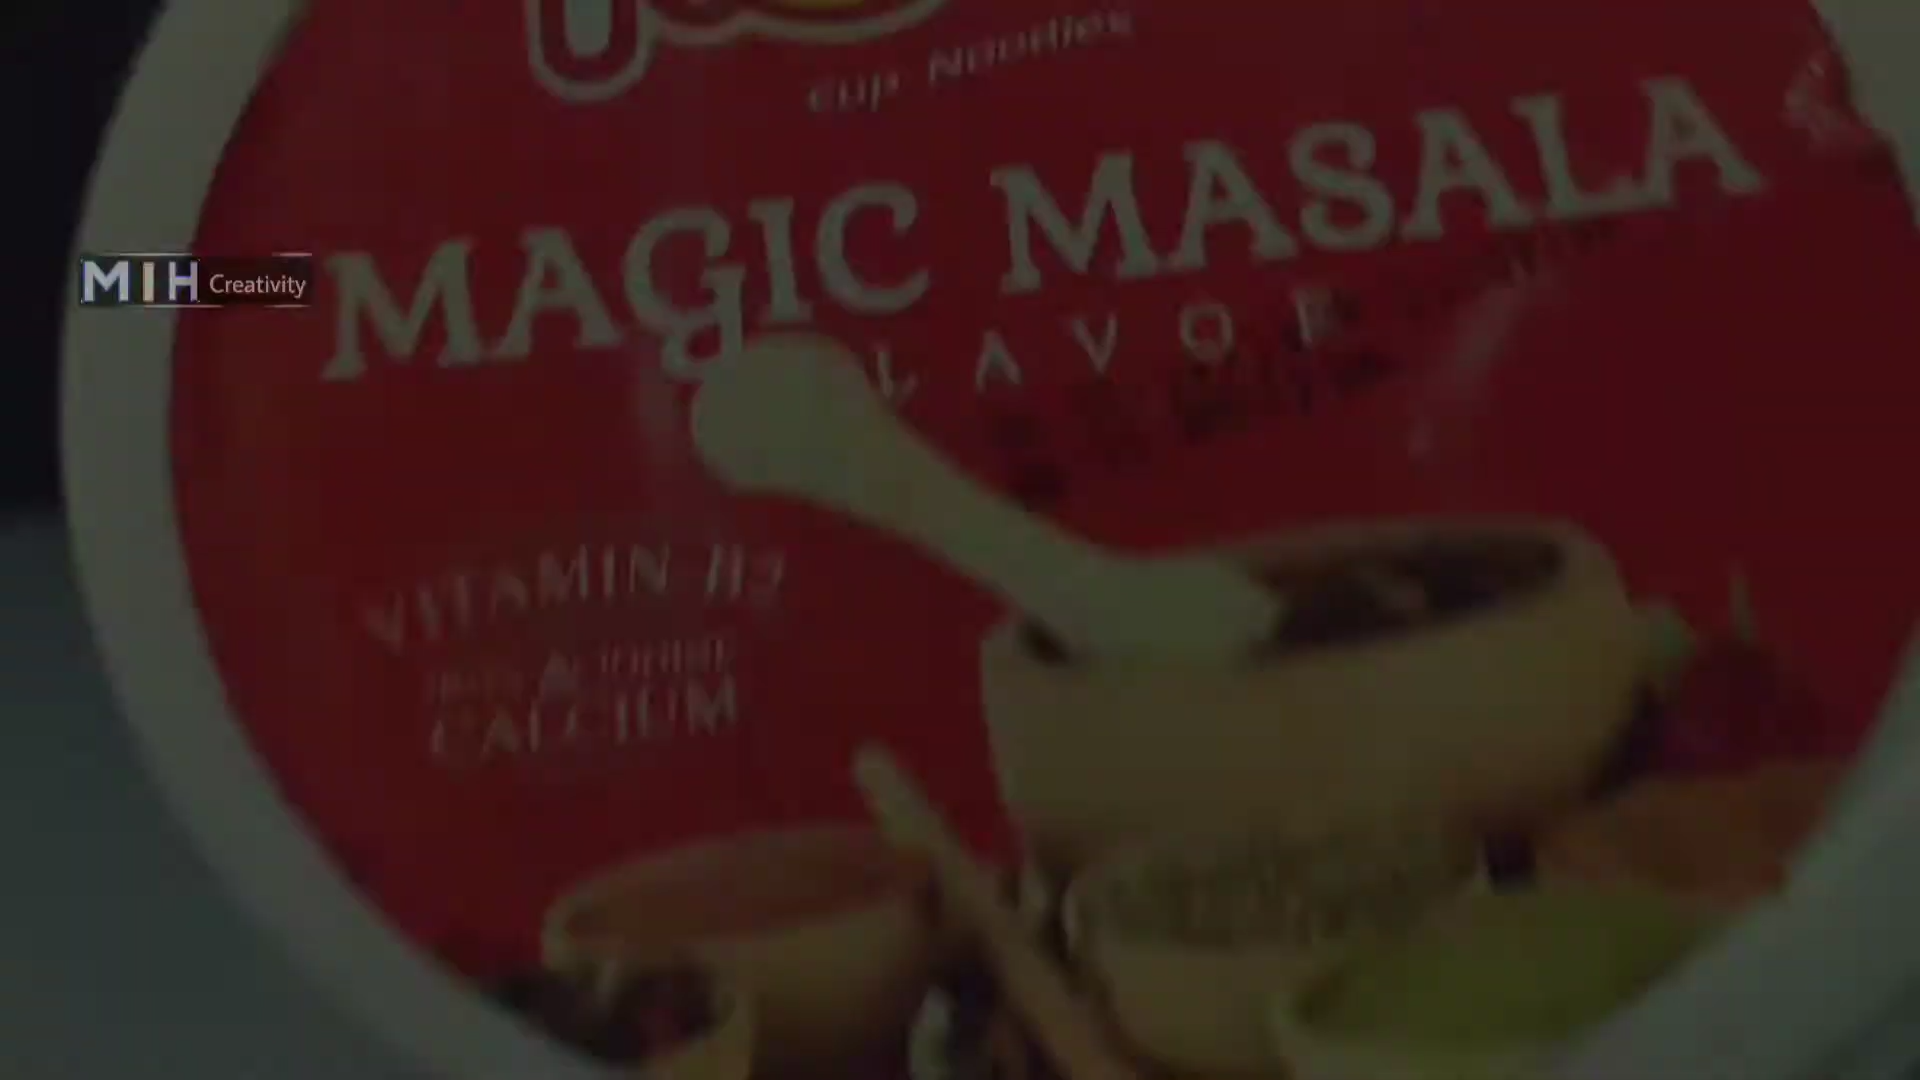 Cup Noodles
MAGIC MASALA
MIH Creativity
FLAVOR
VITAMIN B2
CALCIUM